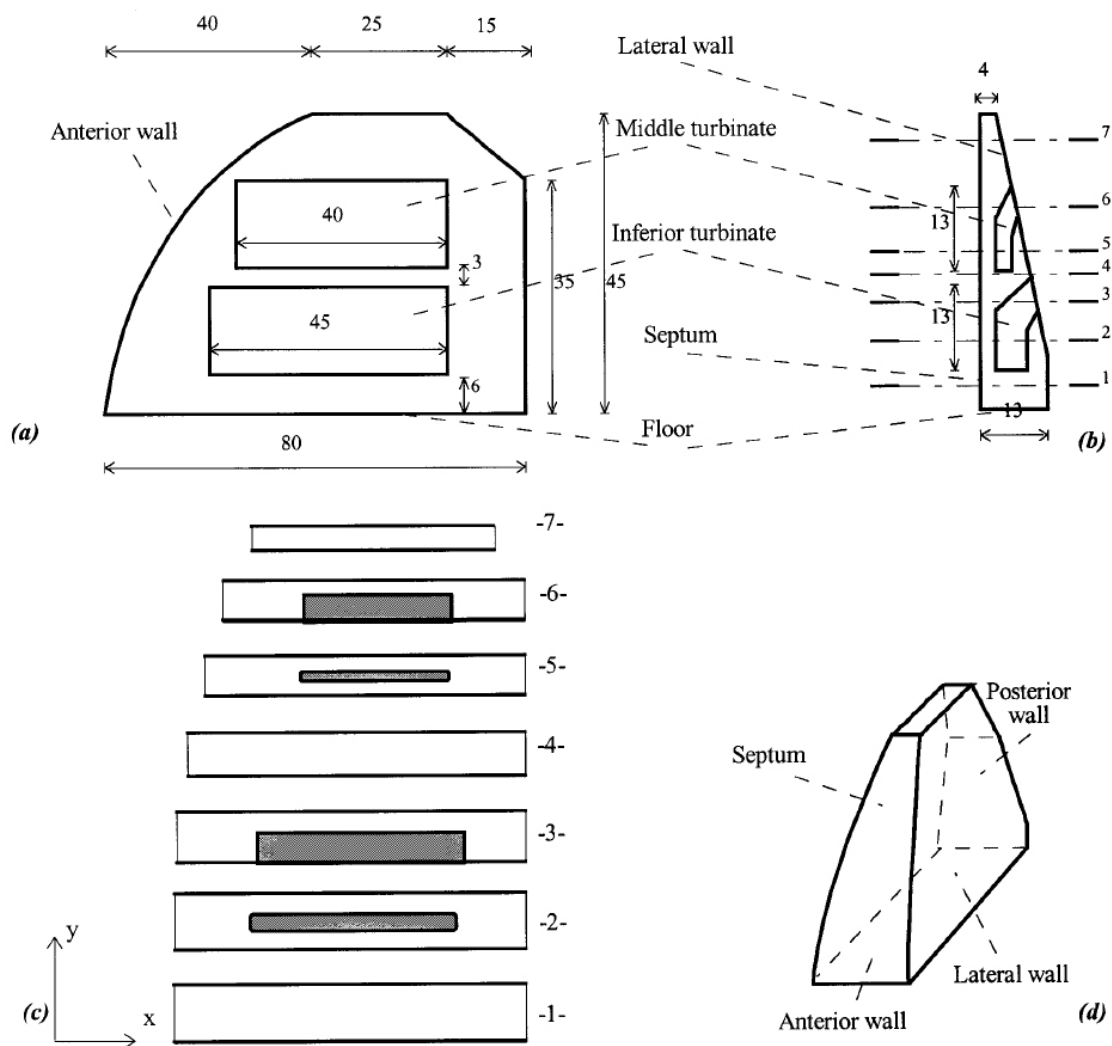 40 25 15
Lateral wall
4
Anterior wall
Middle turbinate
7
40
13
6
Inferior turbinate
5
3
4
35
45
3
45
13
Septum
2
6
1
(a)
Floor
13
(b)
80
-7-
-6-
-5-
Posterior
wall
-4-
Septum
-3-
y
-2-
Lateral wall
(c)
x
-1-
Anterior wall
(d)